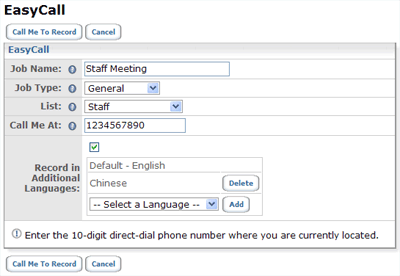 EasyCall
Call Me To Record Cancel
EasyCall
Job Name: Staff Meeting
Job Type: General
List: Staff
Call Me At: 1234567890
Record in Additional Languages:
Default - English
Chinese Delete
-- Select a Language -- Add
Enter the 10-digit direct-dial phone number where you are currently located.
Call Me To Record Cancel